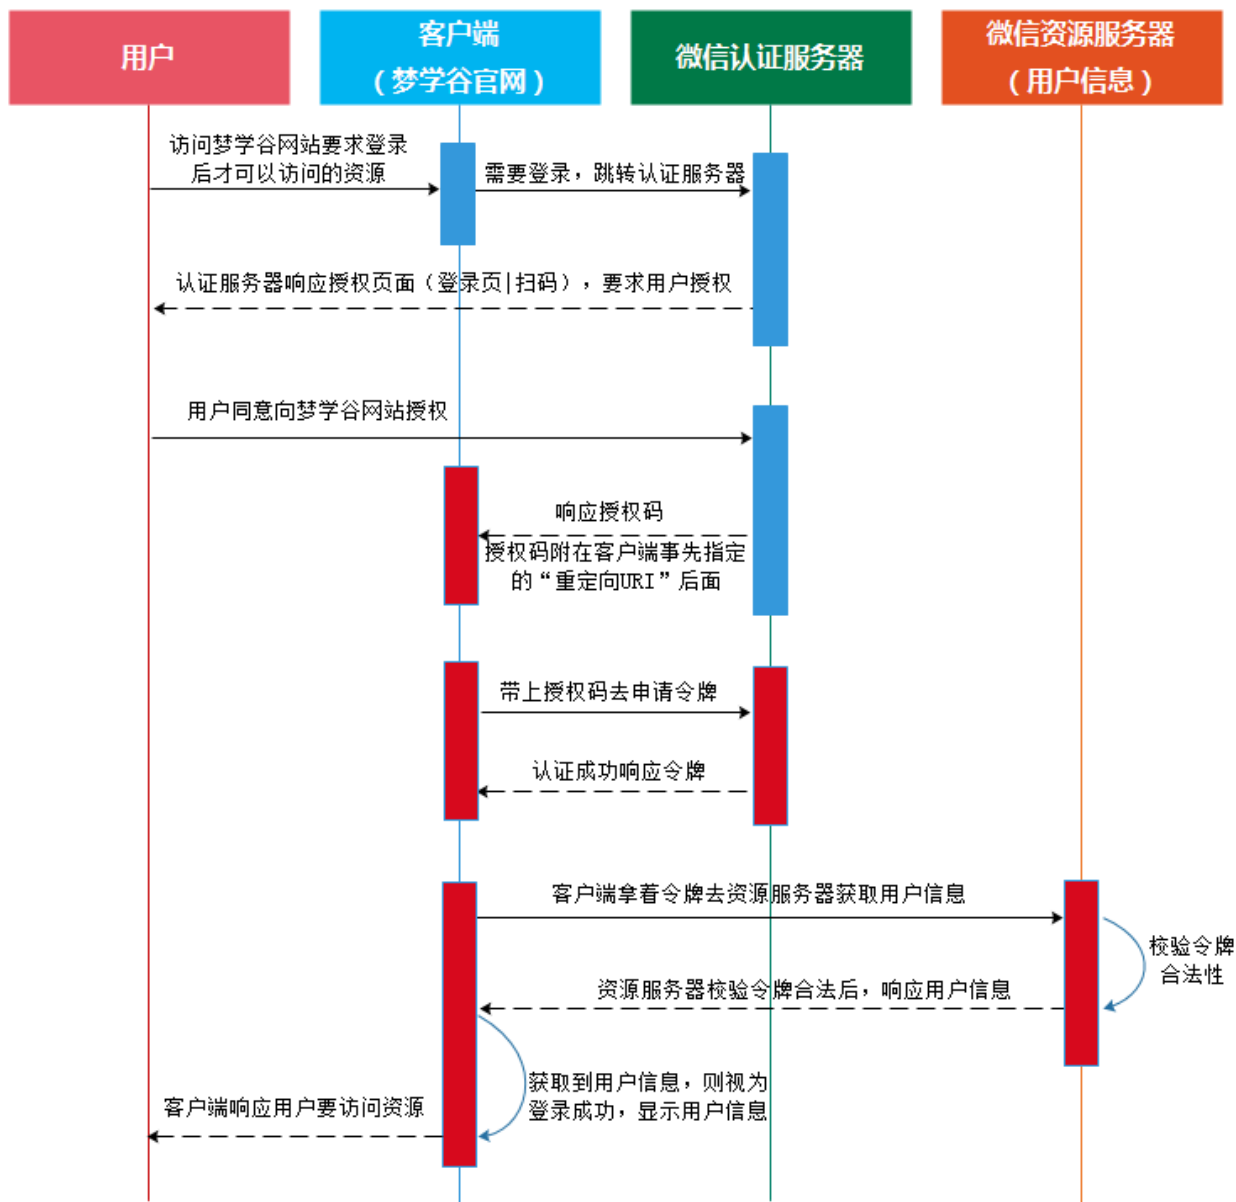 用户
客户端
（梦学谷官网）
微信认证服务器
微信资源服务器
（用户信息）
访问梦学谷网站要求登录
后才可以访问的资源
需要登录，跳转认证服务器
认证服务器响应授权页面（登录页|扫码），要求用户授权
用户同意向梦学谷网站授权
响应授权码
授权码附在客户端事先指定
的“重定向URI”后面
带上授权码去申请令牌
认证成功响应令牌
客户端拿着令牌去资源服务器获取用户信息
校验令牌
合法性
资源服务器校验令牌合法后，响应用户信息
获取到用户信息，则视为
登录成功，显示用户信息
客户端响应用户要访问资源